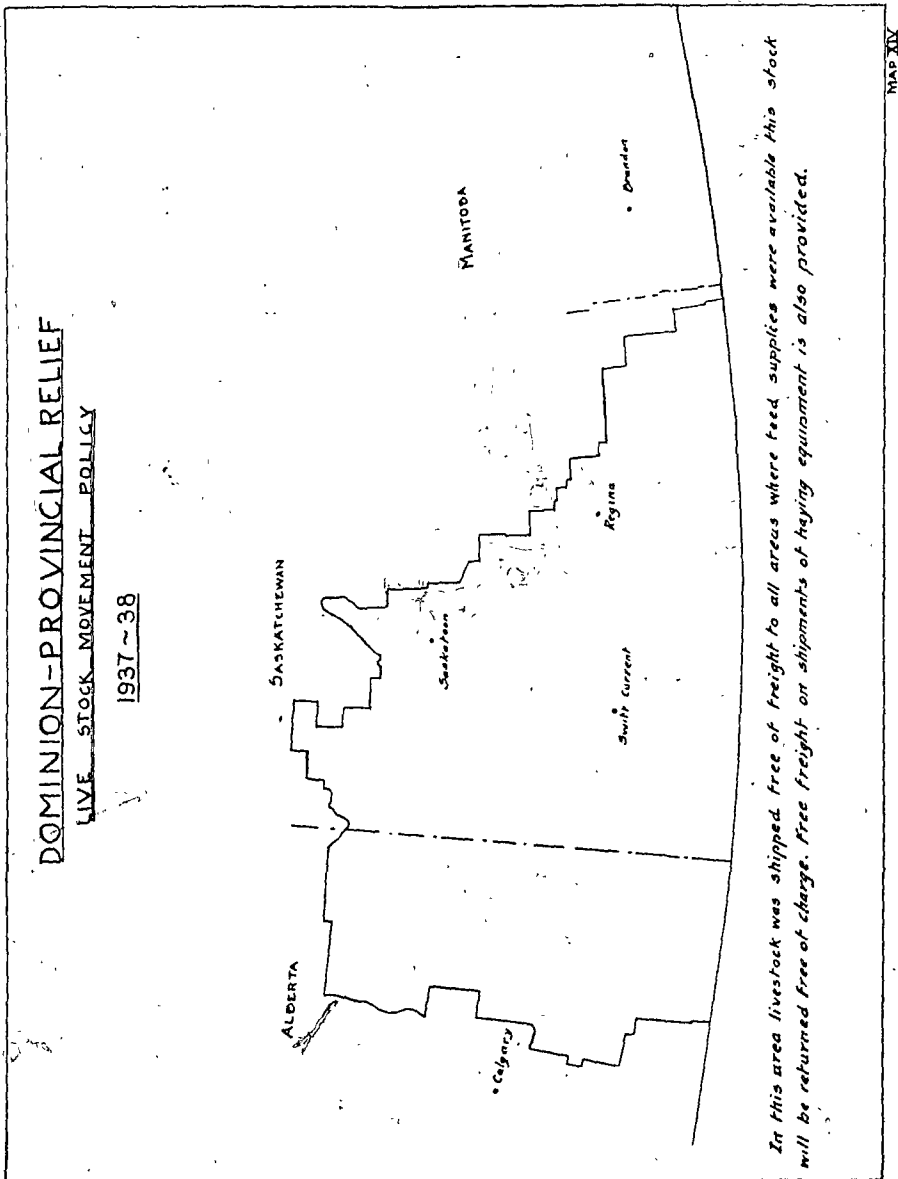 DOMINION-PROVINCIAL RELIEF
LIVE STOCK MOVEMENT POLICY
1937~38
ALBERTA
SASKATCHEWAN
MANITOBA
Calgary
Saskatoon
Swift Current
Regina
Brandon
In this area livestock was shipped free of freight to all areas where feed supplies were available this stock
will be returned free of charge. Free freight on shipments of haying equipment is also provided.
MAP XIV